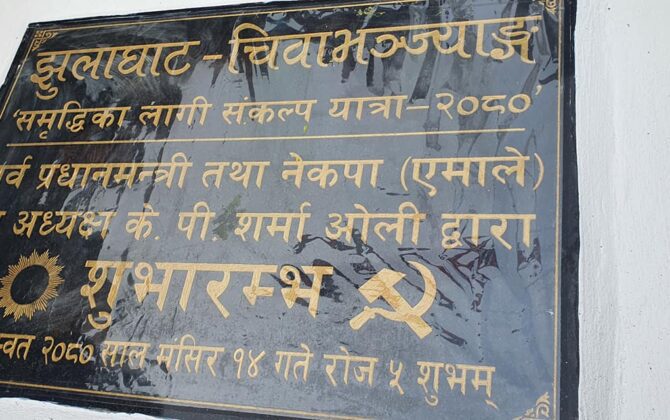 झुलाघाट - चिवाभञ्ज्याङ्ग
'समृद्धिका लागी संकल्प यात्रा - २०८०'
प्रधानमन्त्री तथा नेकपा (एमाले)
अध्यक्ष के. पी. शर्मा ओली द्वारा
शुभारम्भ
२०८० साल मंसिर १४ गते रोज ५ शुभम्